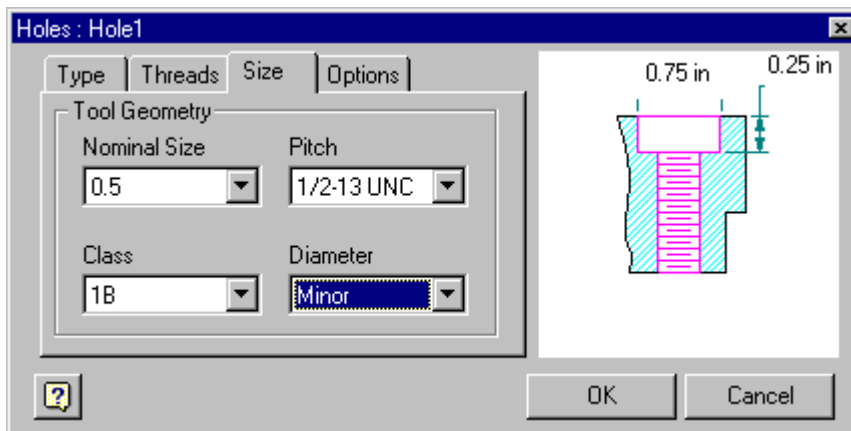 Holes : Hole1
Type Threads Size Options
Tool Geometry
Nominal Size Pitch
0.5 1/2-13 UNC
Class Diameter
1B Minor
0.75 in 0.25 in
? OK Cancel